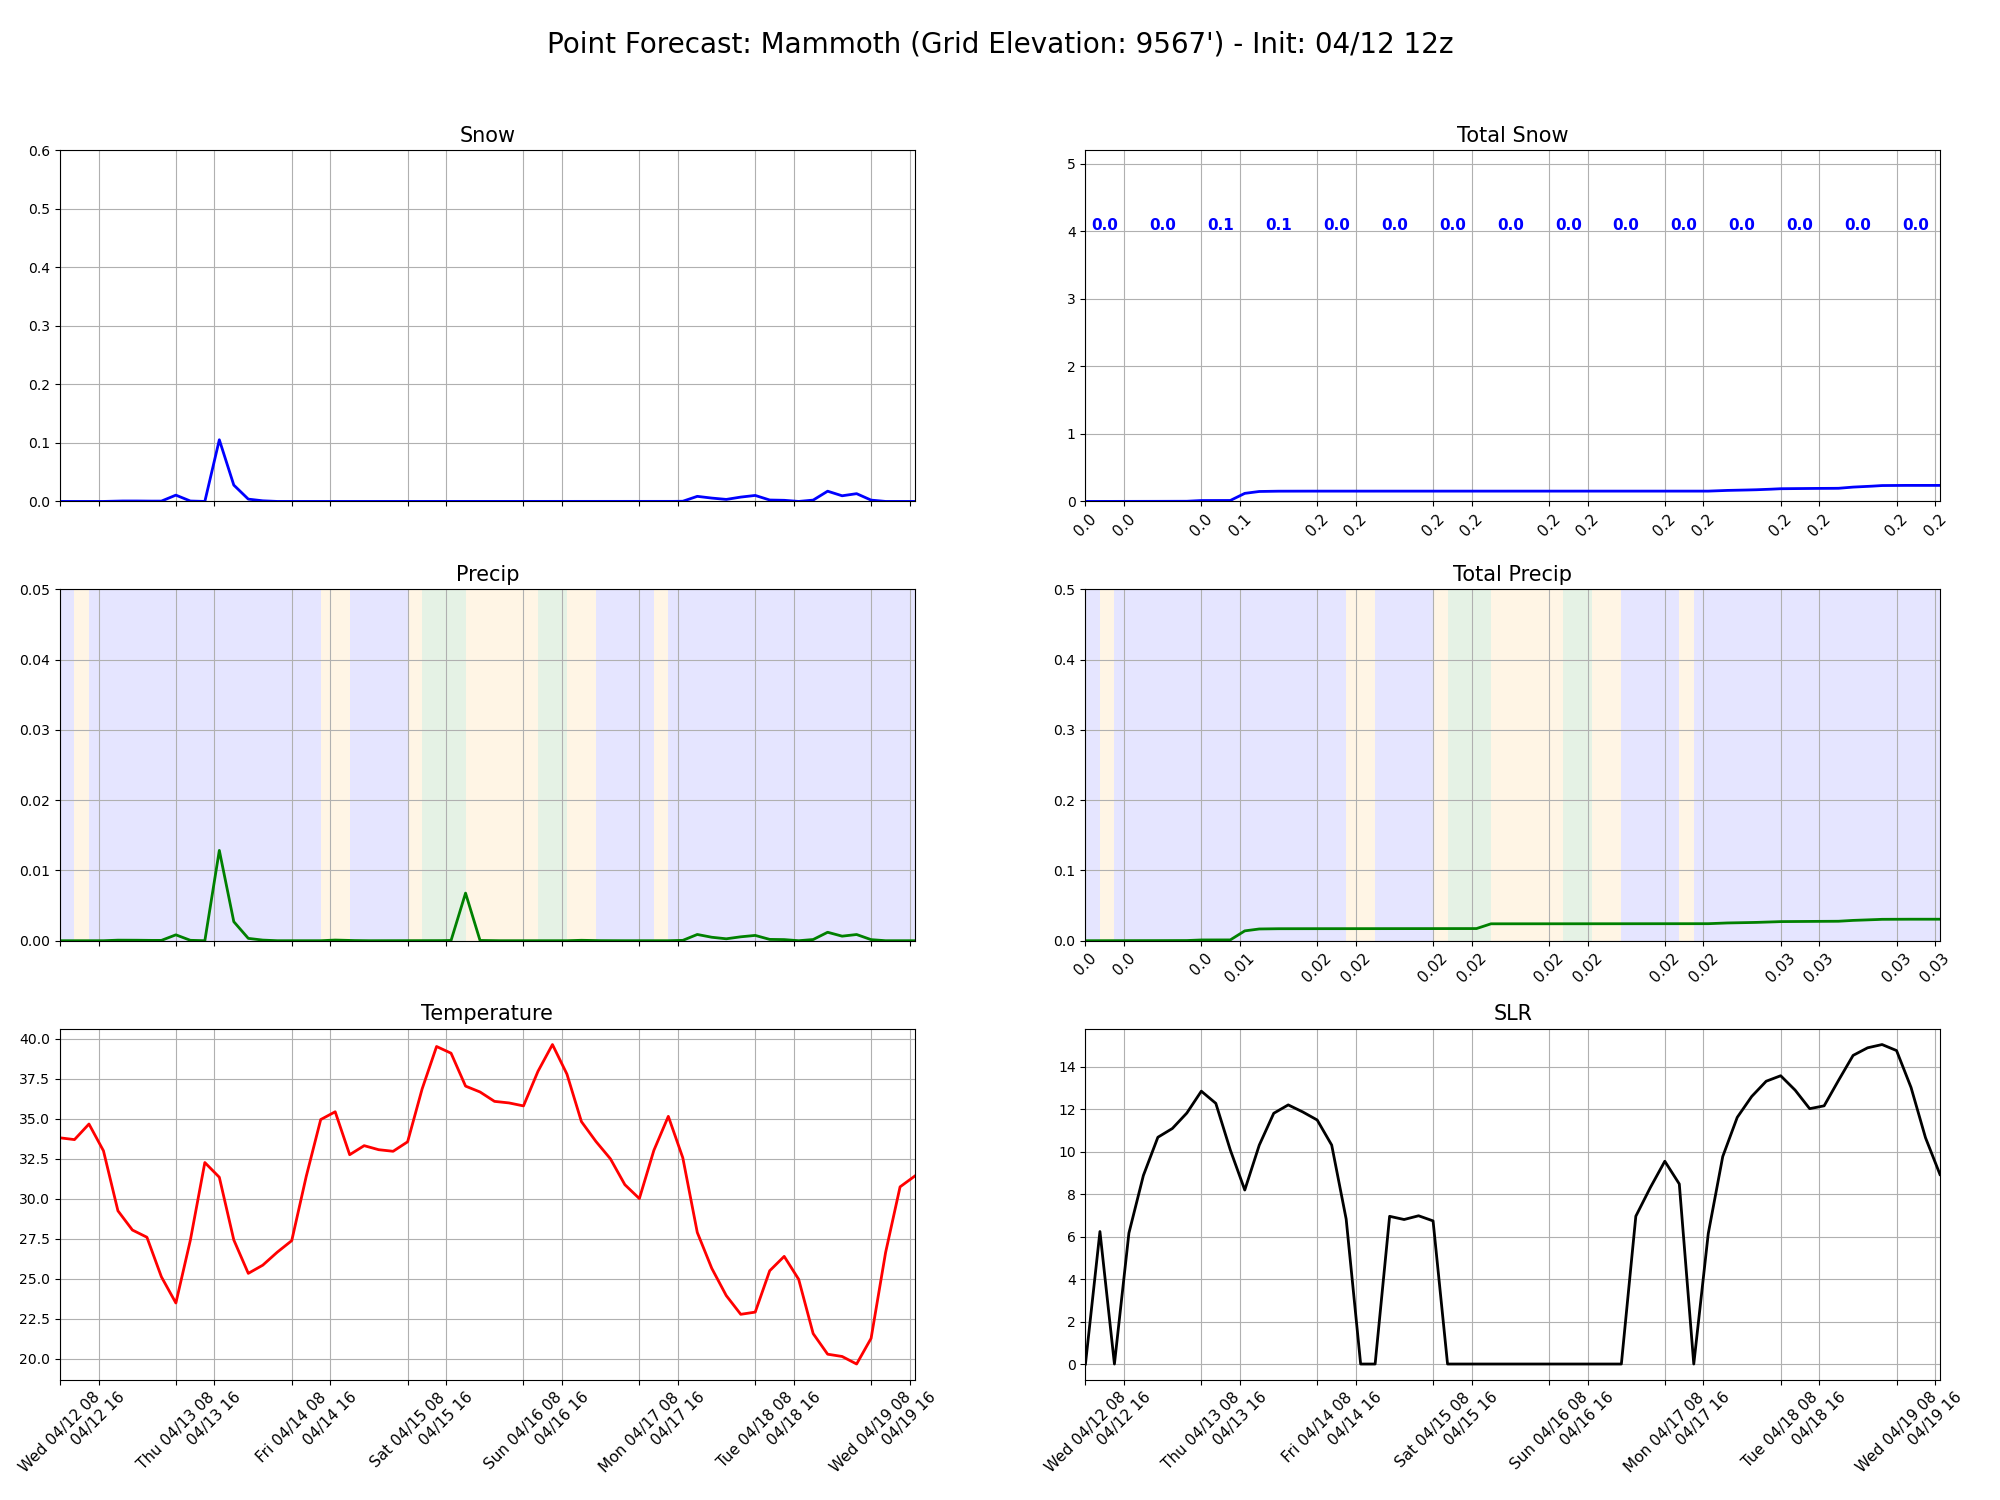 Point Forecast: Mammoth (Grid Elevation: 9567') - Init: 04/12 12z
Snow
0.6
0.5
0.4
0.3
0.2
0.1
0.0
Total Snow
5
4
3
2
1
0
0.0 0.0 0.1 0.1 0.0 0.0 0.0 0.0 0.0 0.0 0.0 0.0 0.0 0.0 0.0
0.0 0.0 0.0 0.1 0.2 0.2 0.2 0.2 0.2 0.2 0.2 0.2 0.2 0.2 0.2 0.2
Precip
0.05
0.04
0.03
0.02
0.01
0.00
Total Precip
0.5
0.4
0.3
0.2
0.1
0.0
0.0 0.0 0.0 0.01 0.02 0.02 0.02 0.02 0.02 0.02 0.02 0.02 0.03 0.03 0.03 0.03
Temperature
40.0
37.5
35.0
32.5
30.0
27.5
25.0
22.5
20.0
Wed 04/12 08
04/12 16
Thu 04/13 08
04/13 16
Fri 04/14 08
04/14 16
Sat 04/15 08
04/15 16
Sun 04/16 08
04/16 16
Mon 04/17 08
04/17 16
Tue 04/18 08
04/18 16
Wed 04/19 08
04/19 16
SLR
14
12
10
8
6
4
2
0
Wed 04/12 08
04/12 16
Thu 04/13 08
04/13 16
Fri 04/14 08
04/14 16
Sat 04/15 08
04/15 16
Sun 04/16 08
04/16 16
Mon 04/17 08
04/17 16
Tue 04/18 08
04/18 16
Wed 04/19 08
04/19 16